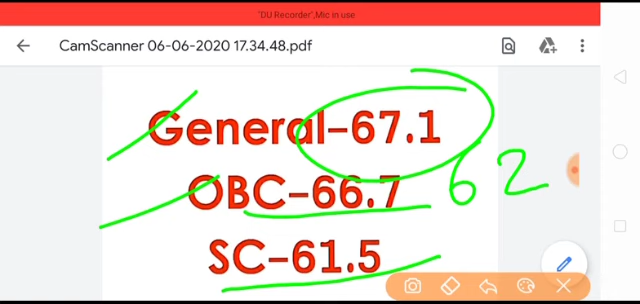 'DU Recorder',Mic in use
CamScanner 06-06-2020 17.34.48.pdf
General-67.1
OBC-66.7
62
SC-61.5